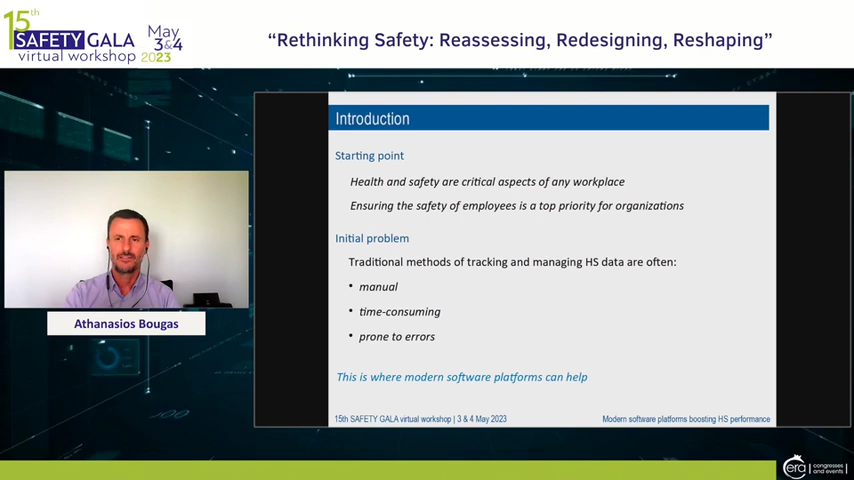 15th
SAFETY GALA
virtual workshop
May
3&4
2023
“Rethinking Safety: Reassessing, Redesigning, Reshaping”
Introduction
Starting point
Health and safety are critical aspects of any workplace
Ensuring the safety of employees is a top priority for organizations
Initial problem
Traditional methods of tracking and managing HS data are often:
• manual
• time-consuming
• prone to errors
This is where modern software platforms can help
15th SAFETY GALA virtual workshop | 3 & 4 May 2023
Modern software platforms boosting HS performance
Athanasios Bougas
era | congresses
and events |